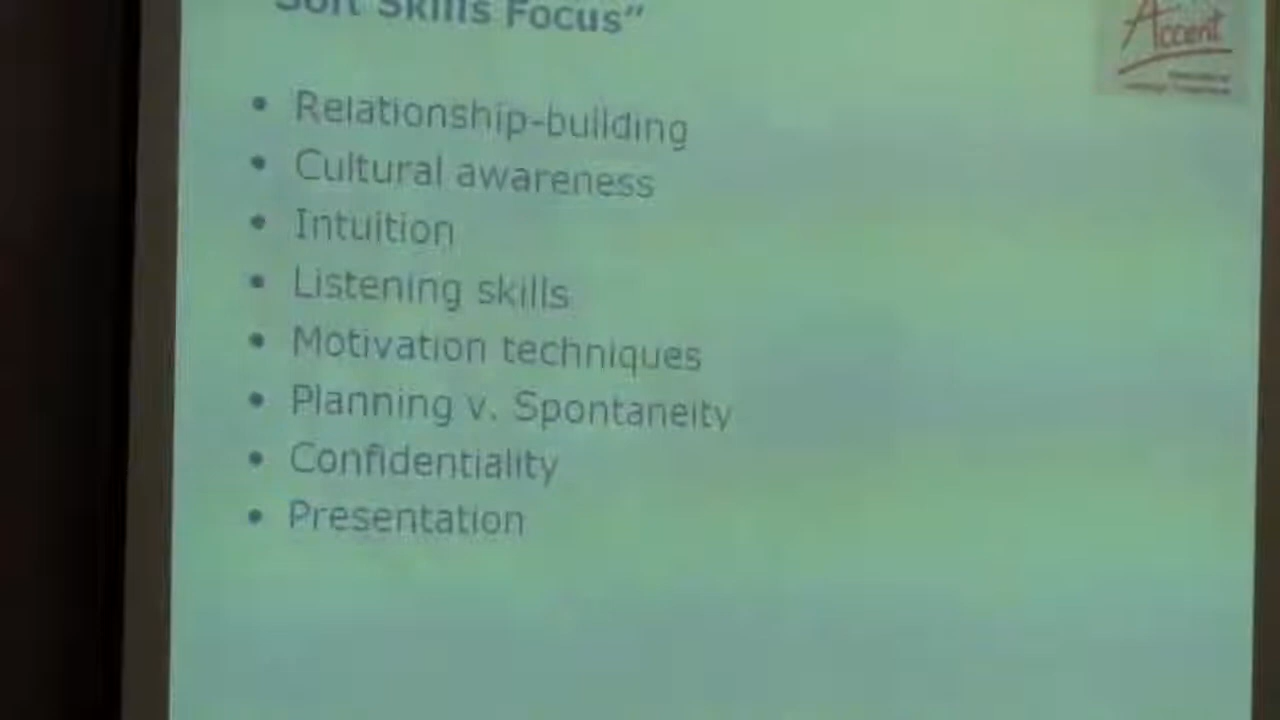 Soft Skills Focus"
Accent
• Relationship-building
• Cultural awareness
• Intuition
• Listening skills
• Motivation techniques
• Planning v. Spontaneity
• Confidentiality
• Presentation